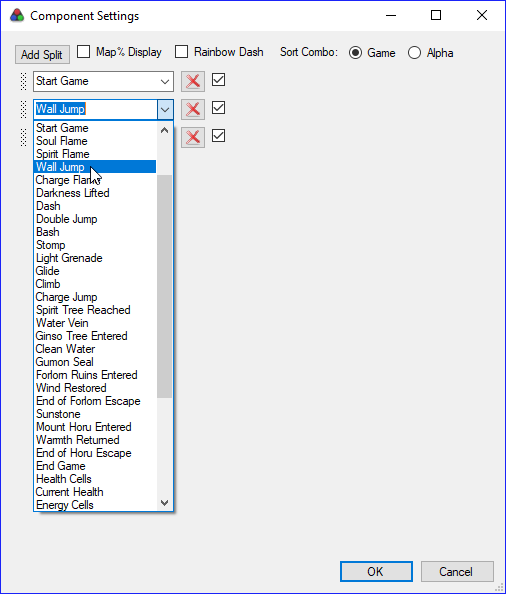 Component Settings
Add Split Map% Display Rainbow Dash Sort Combo: Game Alpha
Start Game
Wall Jump
Start Game
Soul Flame
Spirit Flame
Wall Jump
Charge Flame
Darkness Lifted
Dash
Double Jump
Bash
Stomp
Light Grenade
Glide
Climb
Charge Jump
Spirit Tree Reached
Water Vein
Ginso Tree Entered
Clean Water
Gumon Seal
Forlorn Ruins Entered
Wind Restored
End of Forlorn Escape
Sunstone
Mount Horu Entered
Warmth Returned
End of Horu Escape
End Game
Health Cells
Current Health
Energy Cells
OK Cancel